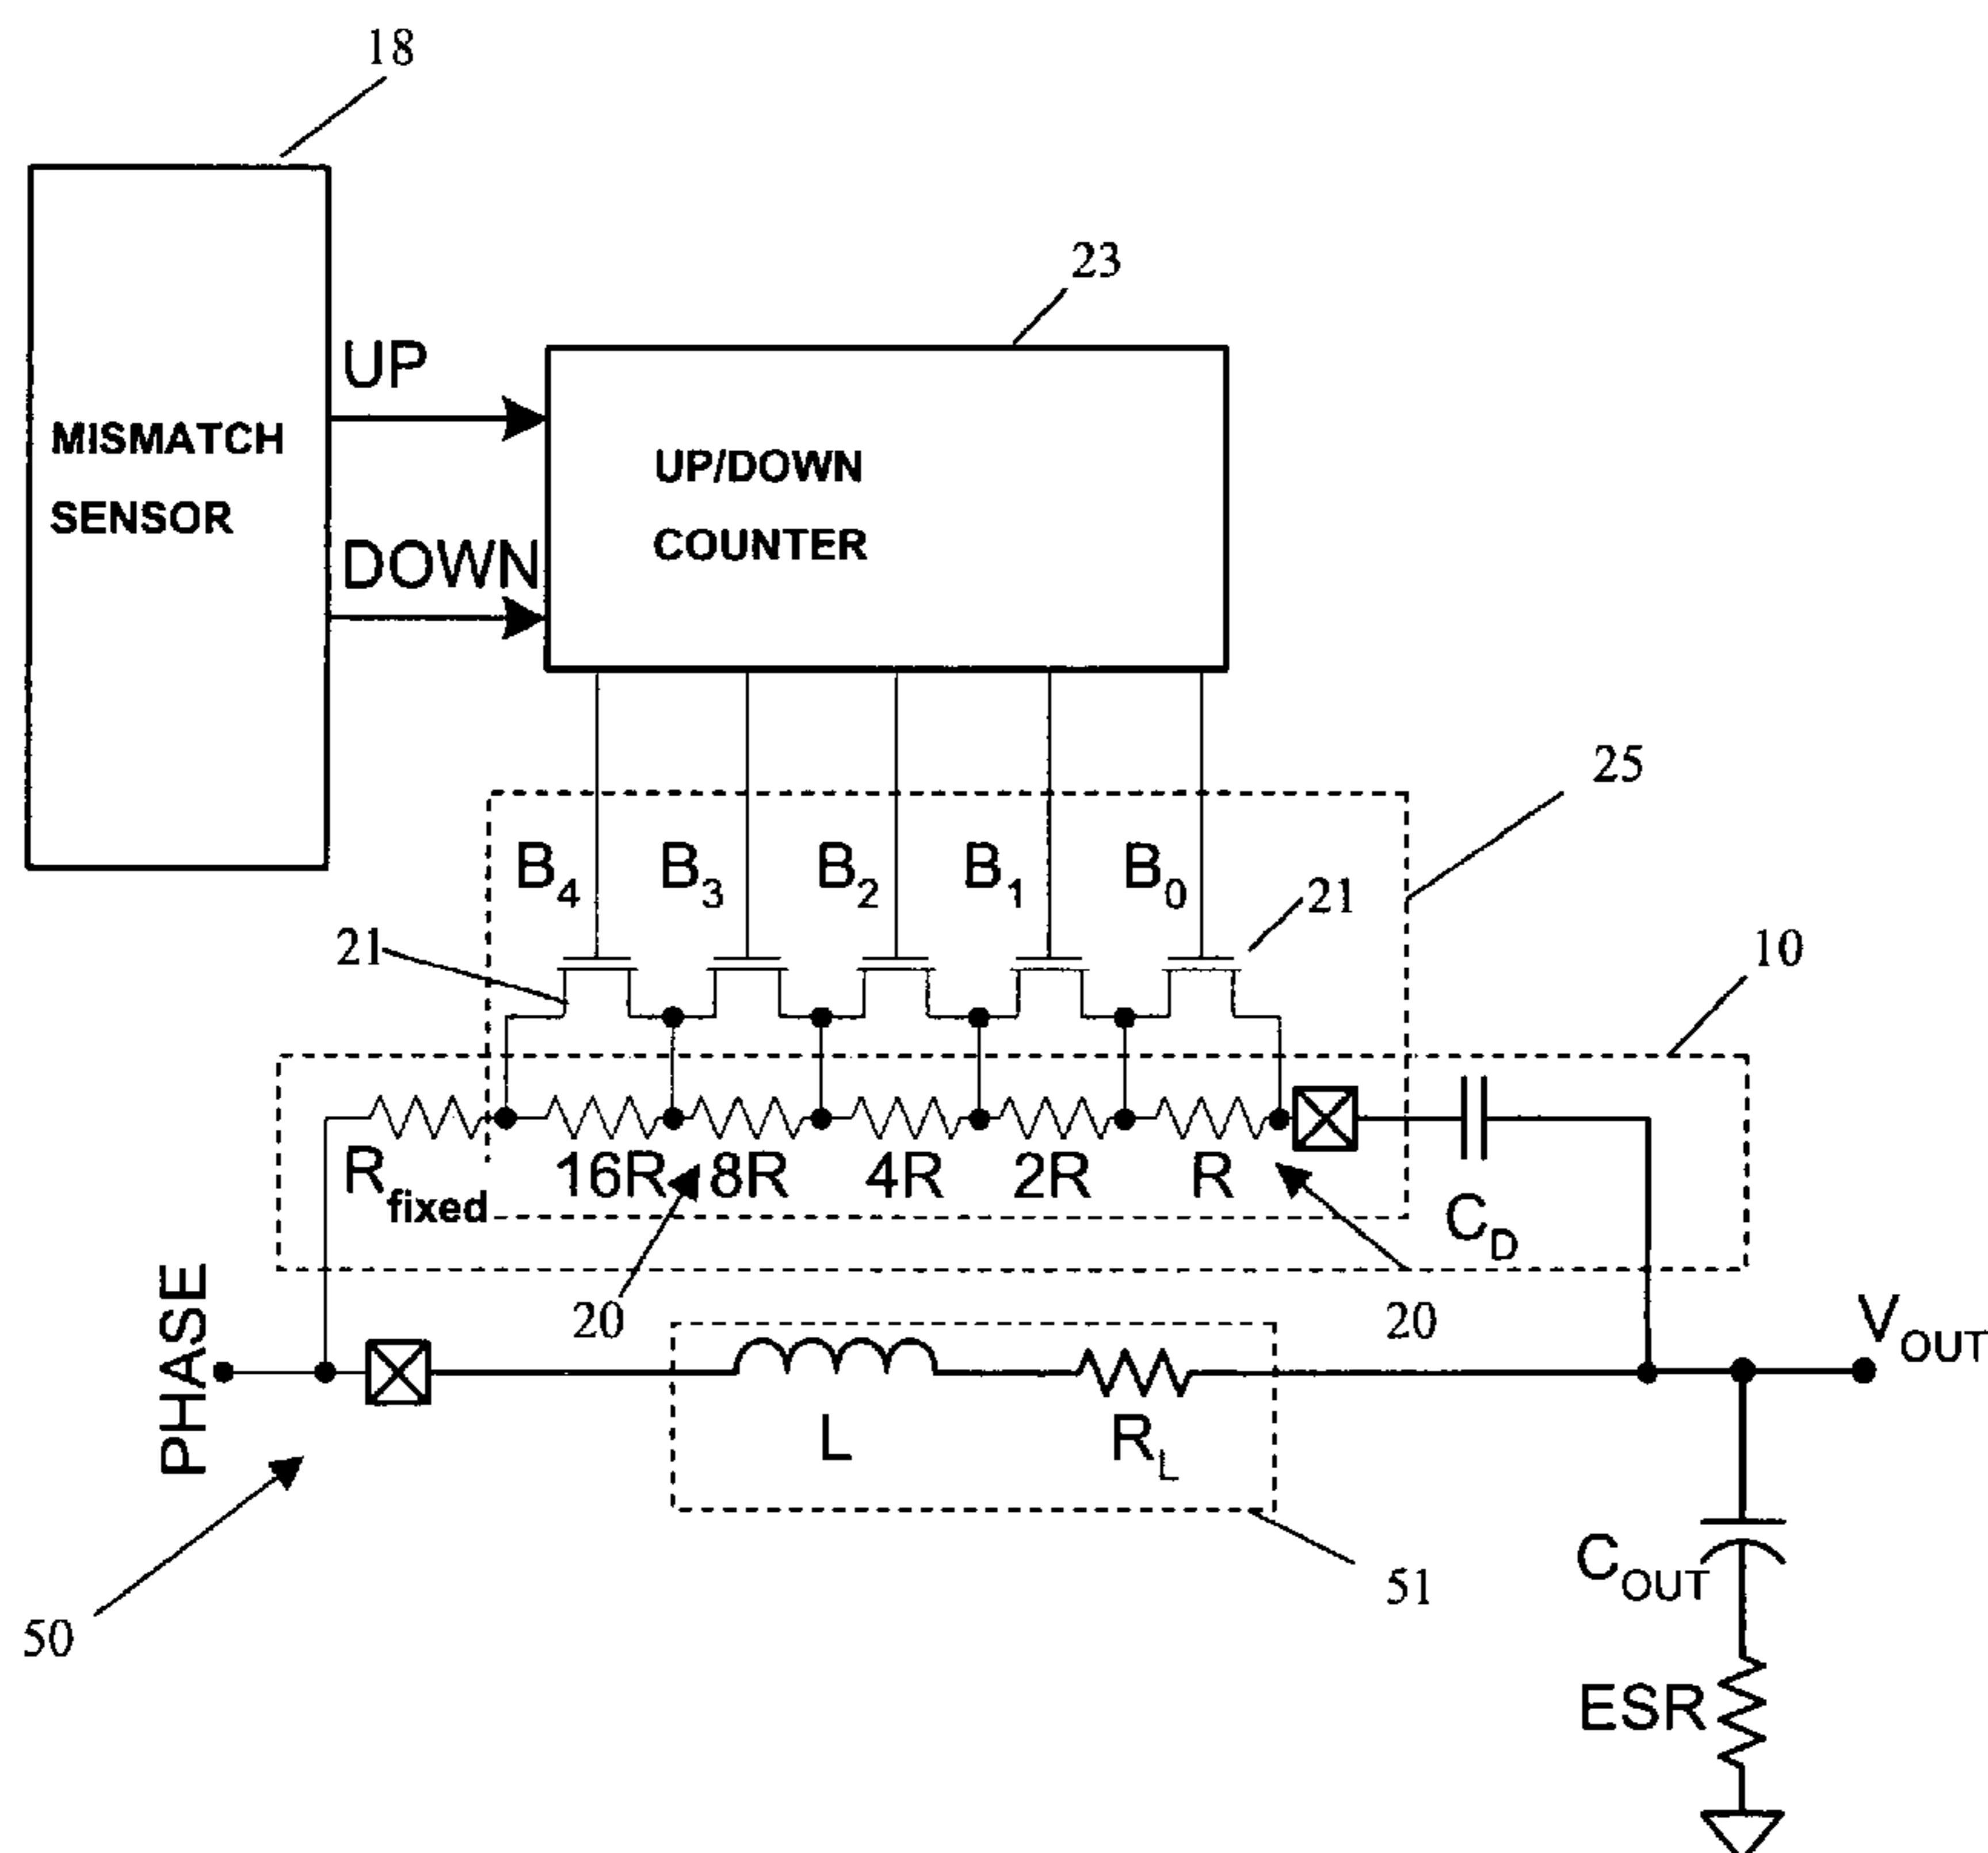 18
23
UP
MISMATCH
SENSOR
UP/DOWN
COUNTER
DOWN
25
B4 B3 B2 B1 B0
21
21
10
Rfixed
16R 8R 4R 2R R
CD
20
20
PHASE
VOUT
L
RL
51
50
COUT
ESR